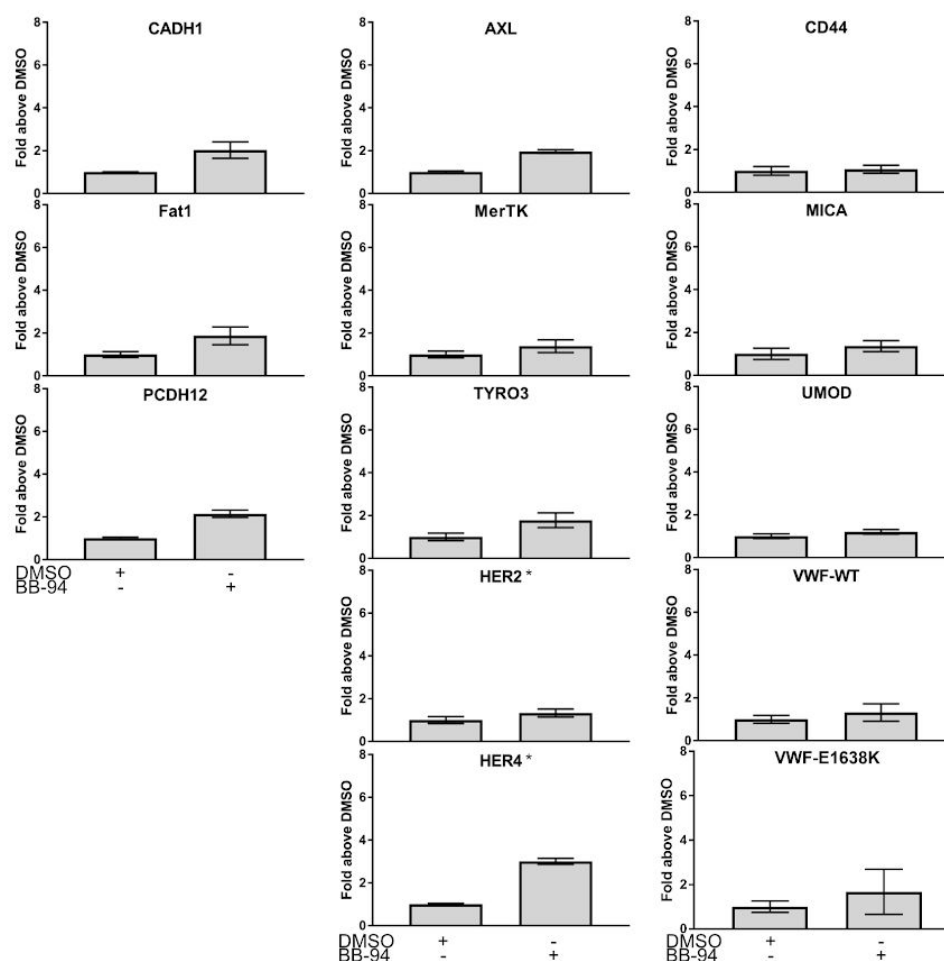 CADH1
Fold above DMSO
8
6
4
2
0
Fat1
Fold above DMSO
8
6
4
2
0
PCDH12
Fold above DMSO
8
6
4
2
0
DMSO + -
BB-94 - +
AXL
Fold above DMSO
8
6
4
2
0
MerTK
Fold above DMSO
8
6
4
2
0
TYRO3
Fold above DMSO
8
6
4
2
0
HER2 *
Fold above DMSO
8
6
4
2
0
HER4 *
Fold above DMSO
8
6
4
2
0
DMSO + -
BB-94 - +
CD44
Fold above DMSO
8
6
4
2
0
MICA
Fold above DMSO
8
6
4
2
0
UMOD
Fold above DMSO
8
6
4
2
0
VWF-WT
Fold above DMSO
8
6
4
2
0
VWF-E1638K
Fold above DMSO
8
6
4
2
0
DMSO + -
BB-94 - +